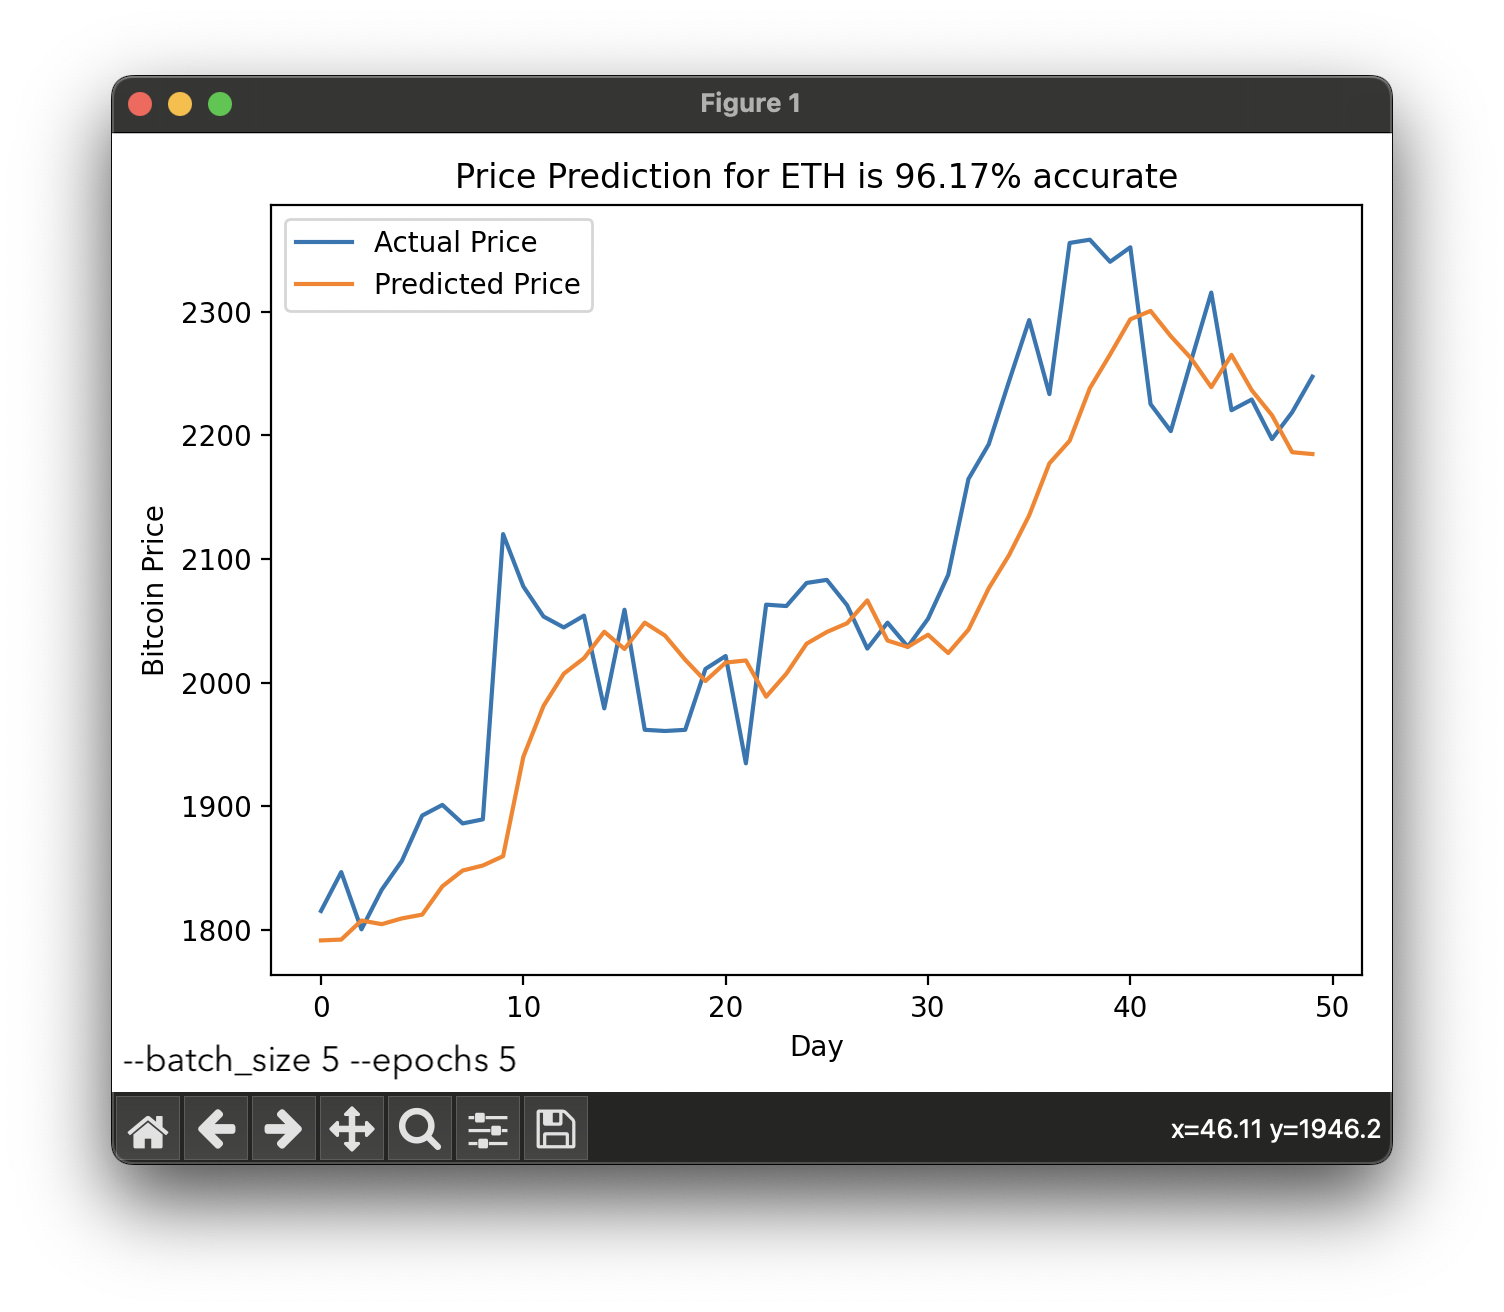 Figure 1
Price Prediction for ETH is 96.17% accurate
Actual Price
Predicted Price
2300
2200
2100
2000
1900
1800
Bitcoin Price
0 10 20 30 40 50
Day
--batch_size 5 --epochs 5
x=46.11 y=1946.2